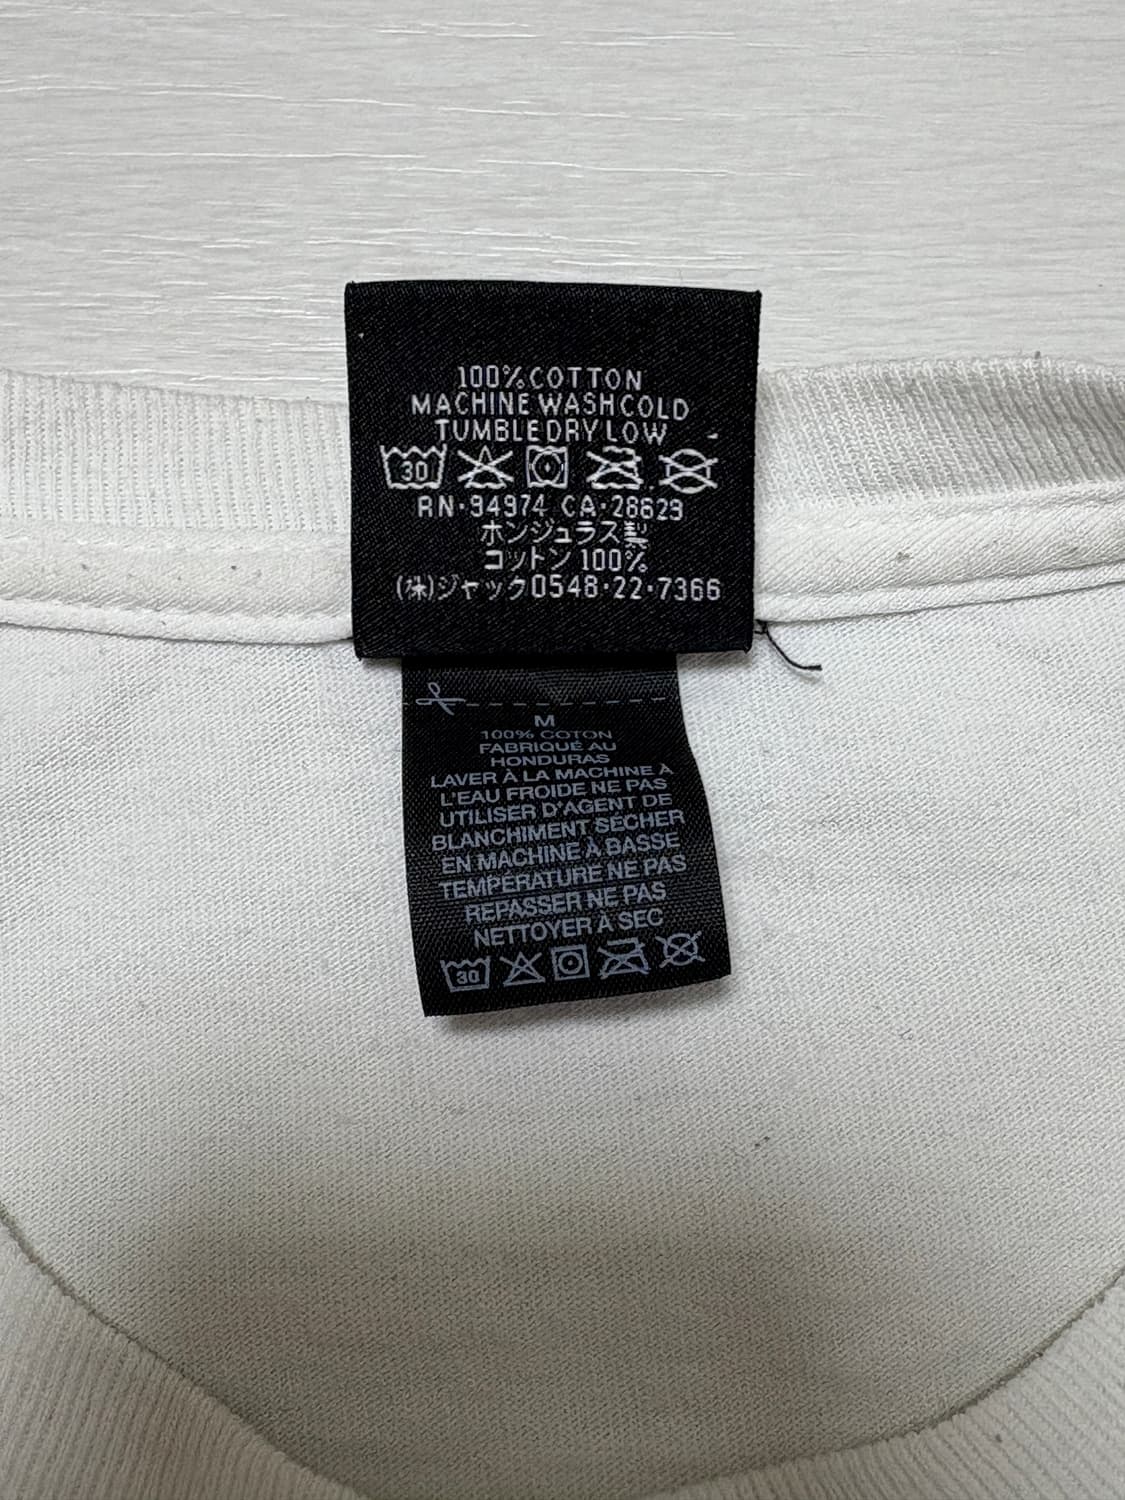 100% COTTON
MACHINE WASH COLD
TUMBLE DRY LOW
30
RN·94974 CA·28629
ホンジュラス製
コットン 100%
(株)ジャック0548·22·7366
M
100% COTON
FABRIQUÉ AU
HONDURAS
LAVER À LA MACHINE À
L'EAU FROIDE NE PAS
UTILISER D'AGENT DE
BLANCHIMENT SÉCHER
EN MACHINE À BASSE
TEMPÉRATURE NE PAS
REPASSER NE PAS
NETTOYER À SEC
30